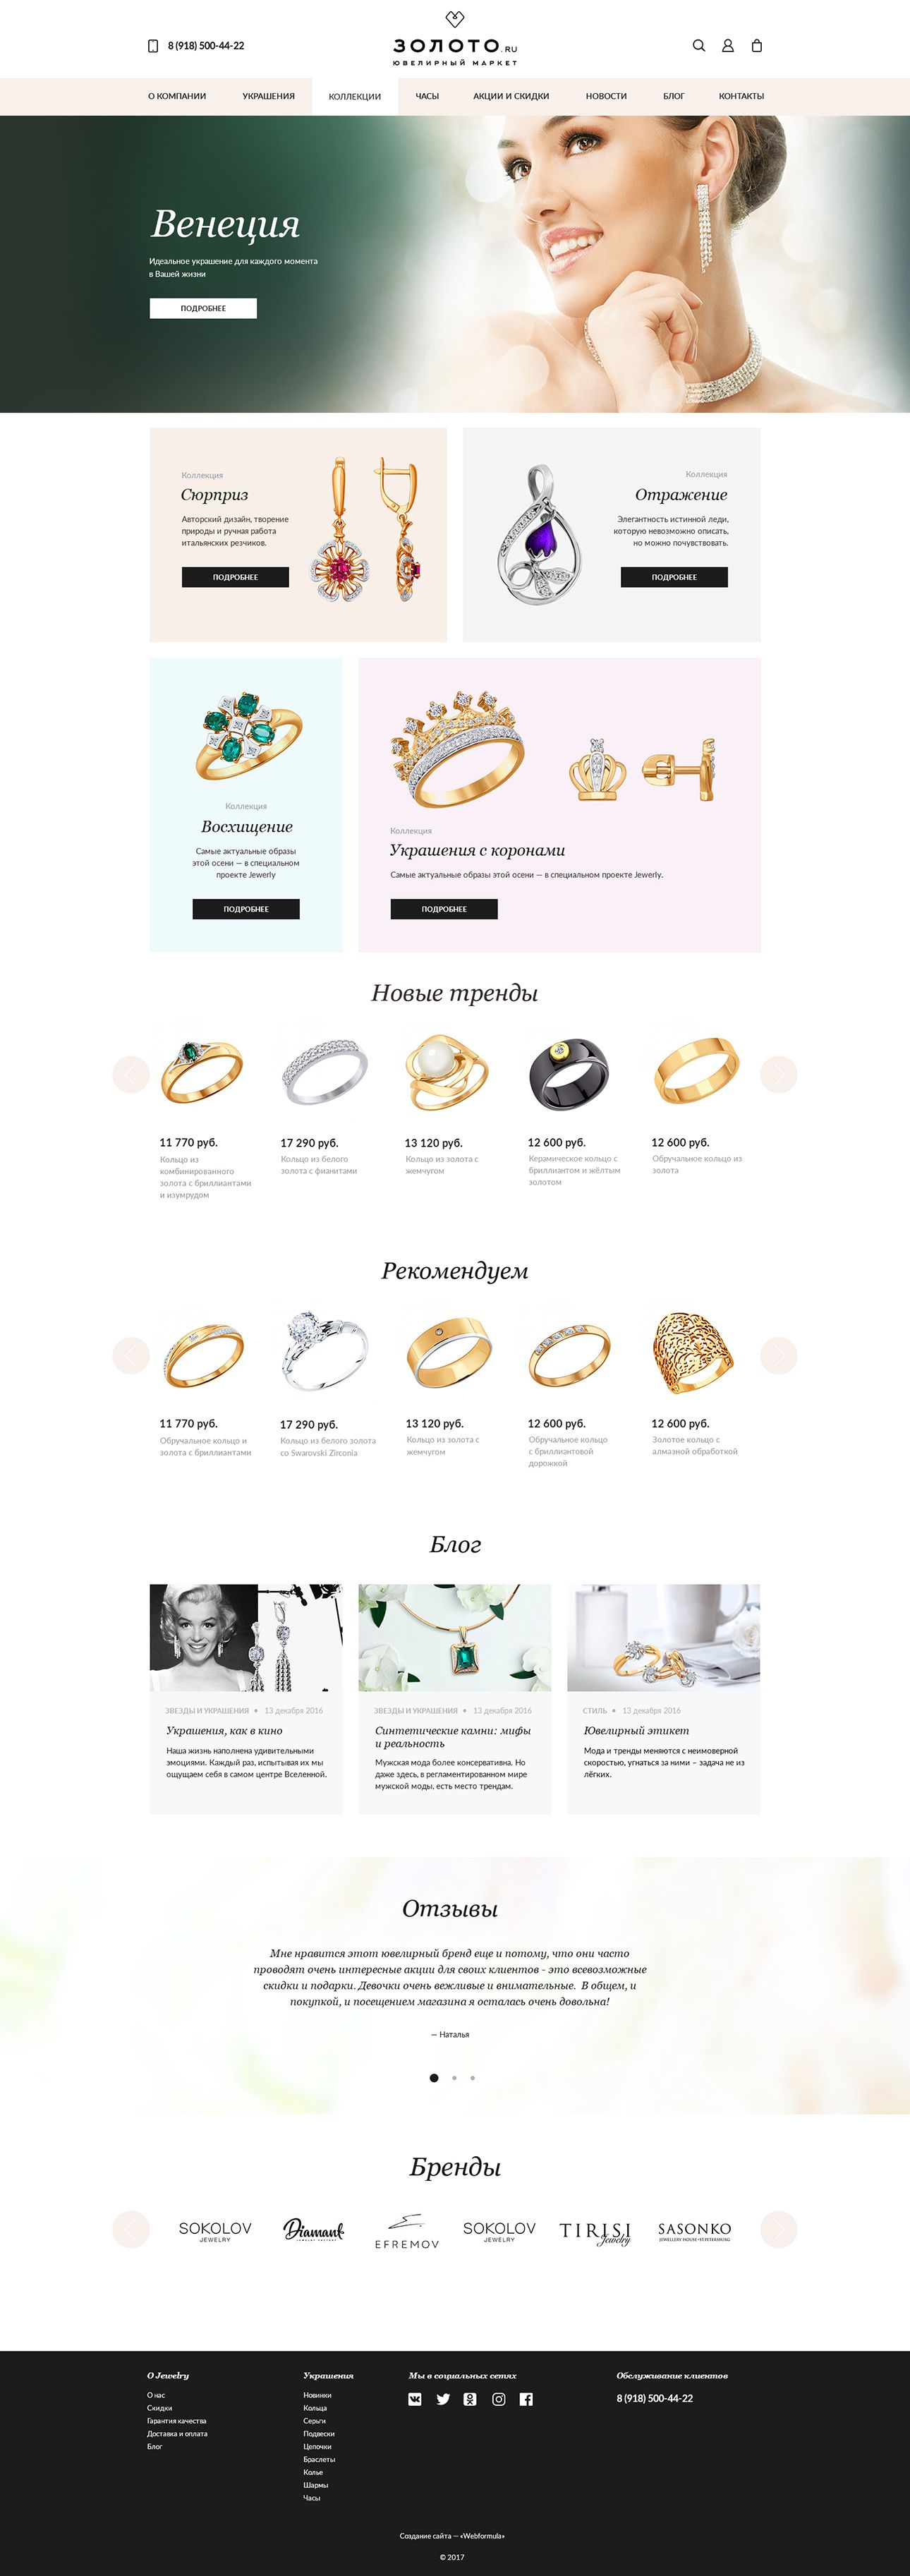 8 (918) 500-44-22
ЗОЛОТО.RU
ЮВЕЛИРНЫЙ МАРКЕТ
О КОМПАНИИ
УКРАШЕНИЯ
КОЛЛЕКЦИИ
ЧАСЫ
АКЦИИ И СКИДКИ
НОВОСТИ
БЛОГ
КОНТАКТЫ
Венеция
Идеальное украшение для каждого момента
в Вашей жизни
ПОДРОБНЕЕ
Коллекция
Сюрприз
Авторский дизайн, творение
природы и ручная работа
итальянских резчиков.
ПОДРОБНЕЕ
Коллекция
Отражение
Элегантность истинной леди,
которую невозможно описать,
но можно почувствовать.
ПОДРОБНЕЕ
Коллекция
Восхищение
Самые актуальные образы
этой осени — в специальном
проекте Jewerly
ПОДРОБНЕЕ
Коллекция
Украшения с коронами
Самые актуальные образы этой осени — в специальном проекте Jewerly.
ПОДРОБНЕЕ
Новые тренды
11 770 руб.
Кольцо из
комбинированного
золота с бриллиантами
и изумрудом
17 290 руб.
Кольцо из белого
золота с фианитами
13 120 руб.
Кольцо из золота с
жемчугом
12 600 руб.
Керамическое кольцо с
бриллиантом и жёлтым
золотом
12 600 руб.
Обручальное кольцо из
золота
Рекомендуем
11 770 руб.
Обручальное кольцо и
золота с бриллиантами
17 290 руб.
Кольцо из белого золота
со Swarovski Zirconia
13 120 руб.
Кольцо из золота с
жемчугом
12 600 руб.
Обручальное кольцо
с бриллиантовой
дорожкой
12 600 руб.
Золотое кольцо с
алмазной обработкой
Блог
ЗВЕЗДЫ И УКРАШЕНИЯ • 13 декабря 2016
Украшения, как в кино
Наша жизнь наполнена удивительными
эмоциями. Каждый раз, испытывая их мы
ощущаем себя в самом центре Вселенной.
ЗВЕЗДЫ И УКРАШЕНИЯ • 13 декабря 2016
Синтетические камни: мифы
и реальность
Мужская мода более консервативна. Но
даже здесь, в регламентированном мире
мужской моды, есть место трендам.
СТИЛЬ • 13 декабря 2016
Ювелирный этикет
Мода и тренды меняются с неимоверной
скоростью, угнаться за ними – задача не из
лёгких.
Отзывы
Мне нравится этот ювелирный бренд еще и потому, что они часто
проводят очень интересные акции для своих клиентов - это всевозможные
скидки и подарки. Девочки очень вежливые и внимательные. В общем, и
покупкой, и посещением магазина я осталась очень довольна!
— Наталья
Бренды
SOKOLOV
JEWELRY
Diamant
JEWELRY FACTORY
EFREMOV
SOKOLOV
JEWELRY
TIRISI
Jewelry
SASONKO
JEWELLERY HOUSE • ST.PETERSBURG
О Jewelry
О нас
Скидки
Гарантия качества
Доставка и оплата
Блог
Украшения
Новинки
Кольца
Серьги
Подвески
Цепочки
Браслеты
Колье
Шармы
Часы
Мы в социальных сетях
Обслуживание клиентов
8 (918) 500-44-22
Создание сайта — «Webformula»
© 2017